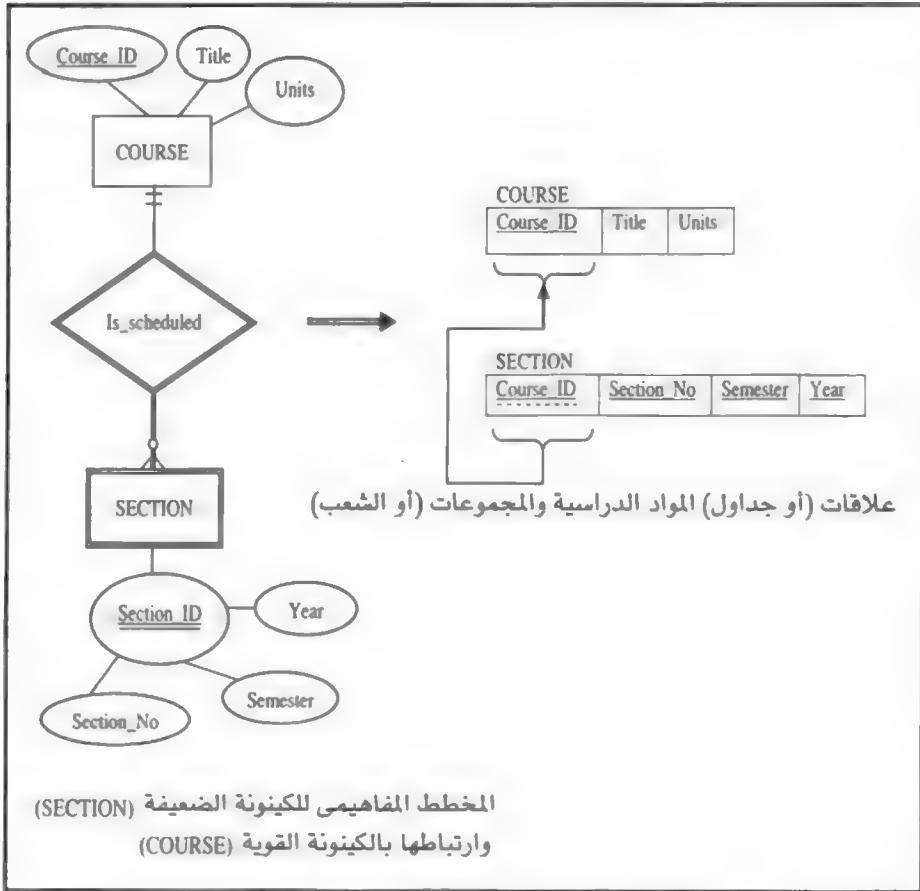 Course_ID
Title
Units
COURSE
Is_scheduled
SECTION
Section_ID
Year
Semester
Section_No
COURSE
Course_ID Title Units
SECTION
Course_ID Section_No Semester Year
علاقات (أو جداول) المواد الدراسية والمجموعات (أو الشعب)
المخطط المفاهيمى للكينونة الضعيفة (SECTION)
وارتباطها بالكينونة القوية (COURSE)